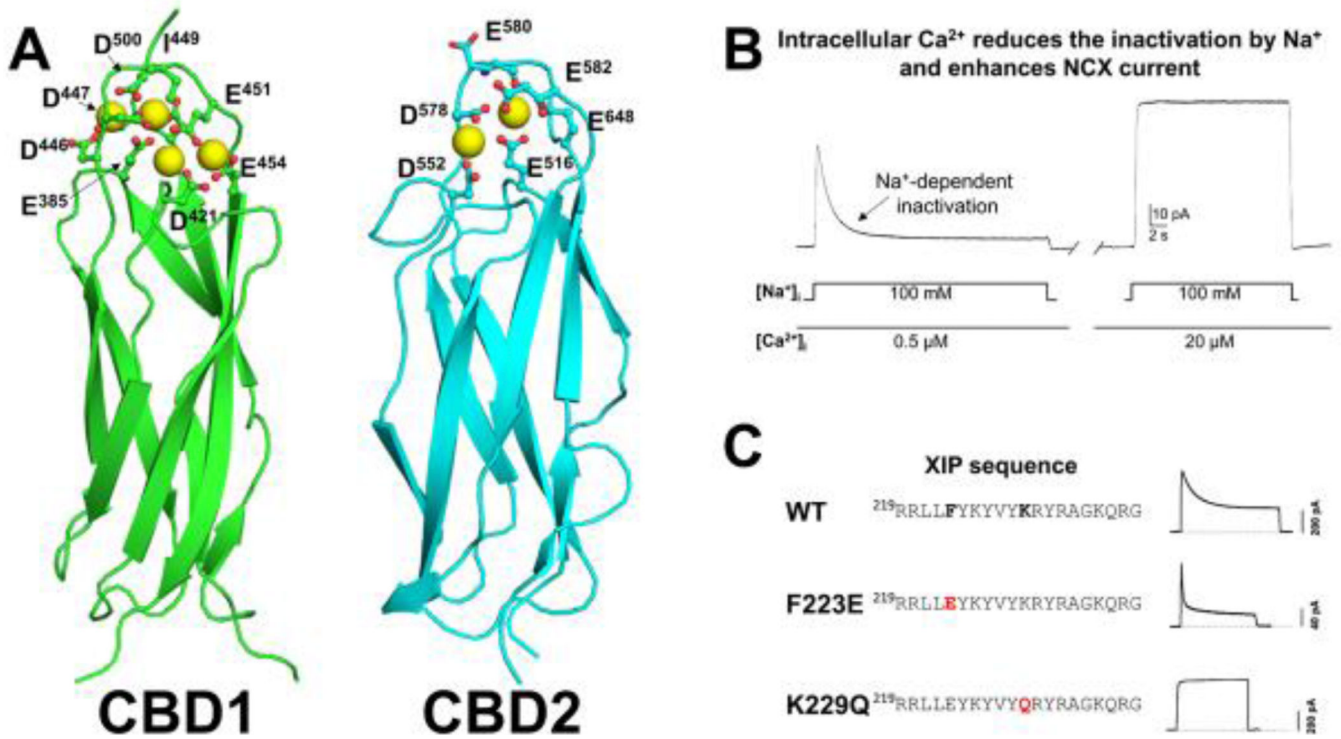 A
D⁵⁰⁰ I⁴⁴⁹
D⁴⁴⁷
E⁴⁵¹
D⁴⁴⁶
E⁴⁵⁴
E³⁸⁵
D⁴²¹
CBD1
E⁵⁸⁰
E⁵⁸²
D⁵⁷⁸
E⁶⁴⁸
D⁵⁵²
E⁵¹⁶
CBD2
B
Intracellular Ca²⁺ reduces the inactivation by Na⁺
and enhances NCX current
Na⁺-dependent
inactivation
10 pA
2 s
[Na⁺]ᵢ 100 mM 100 mM
[Ca²⁺]ᵢ 0.5 µM 20 µM
C
XIP sequence
WT ²¹⁹RRLLFYKYVYKRYRAGKQRG 200 pA
F223E ²¹⁹RRLLEYKYVYKRYRAGKQRG 40 pA
K229Q ²¹⁹RRLLEYKYVYQRYRAGKQRG 200 pA